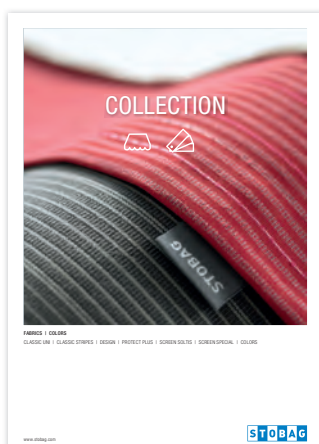 COLLECTION
STOBAG
FABRICS I COLORS
CLASSIC UNI I CLASSIC STRIPES I DESIGN I PROTECT PLUS I SCREEN SOLTIS I SCREEN SPECIAL I COLORS
www.stobag.com
STOBAG